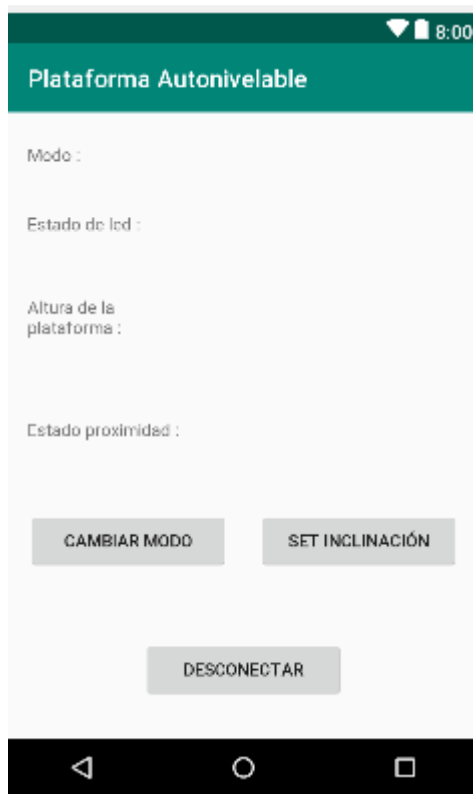 8:00
Plataforma Autonivelable
Modo :
Estado de led :
Altura de la
plataforma :
Estado proximidad :
CAMBIAR MODO
SET INCLINACIÓN
DESCONECTAR